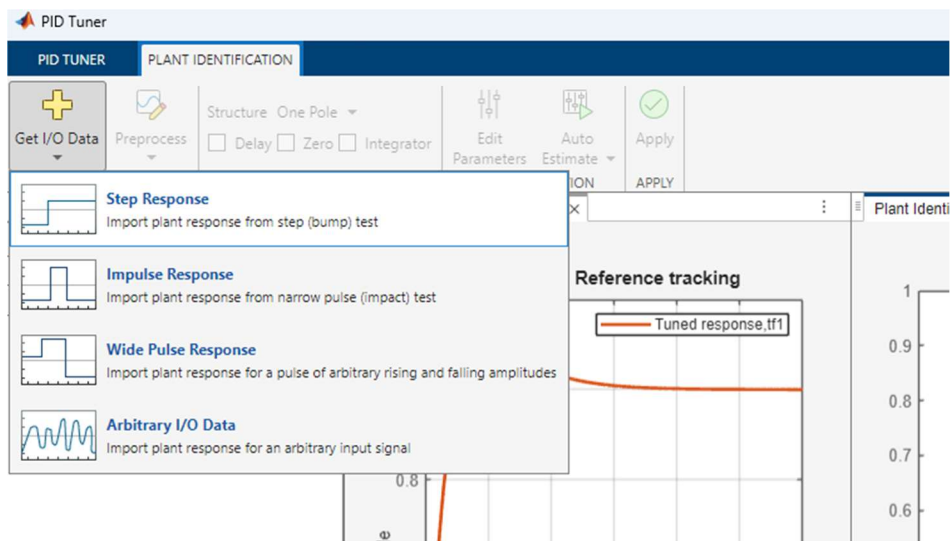 PID Tuner
PID TUNER
PLANT IDENTIFICATION
Get I/O Data
Preprocess
Structure One Pole
Delay Zero Integrator
Edit
Parameters
Auto
Estimate
Apply
APPLY
Step Response
Import plant response from step (bump) test
Impulse Response
Import plant response from narrow pulse (impact) test
Wide Pulse Response
Import plant response for a pulse of arbitrary rising and falling amplitudes
Arbitrary I/O Data
Import plant response for an arbitrary input signal
ION
Plant Identi
Reference tracking
Tuned response,tf1
0.8
e
1
0.9
0.8
0.7
0.6